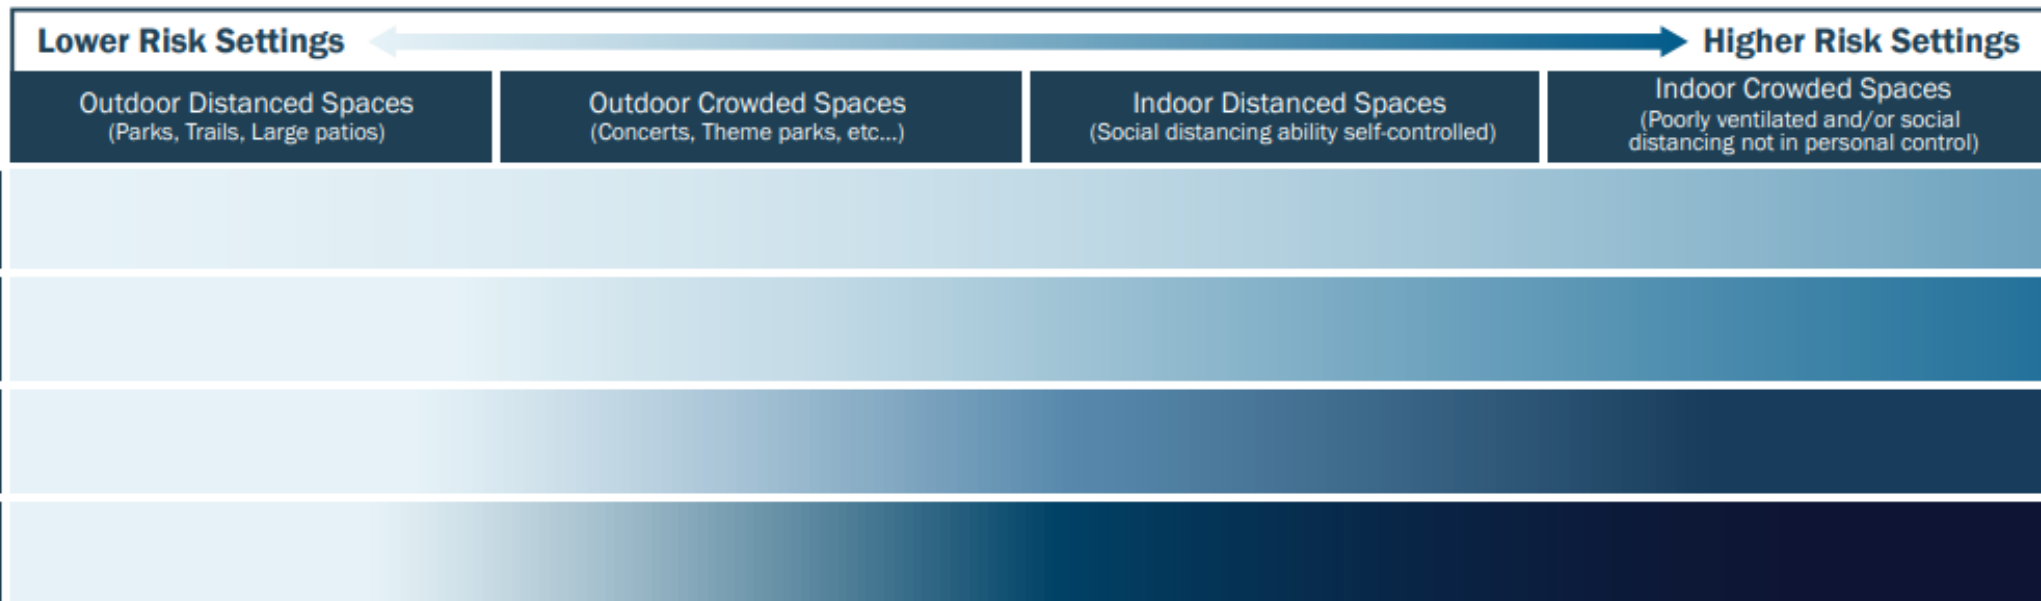 Lower Risk Settings
Higher Risk Settings
Outdoor Distanced Spaces
(Parks, Trails, Large patios)
Outdoor Crowded Spaces
(Concerts, Theme parks, etc...)
Indoor Distanced Spaces
(Social distancing ability self-controlled)
Indoor Crowded Spaces
(Poorly ventilated and/or social
distancing not in personal control)